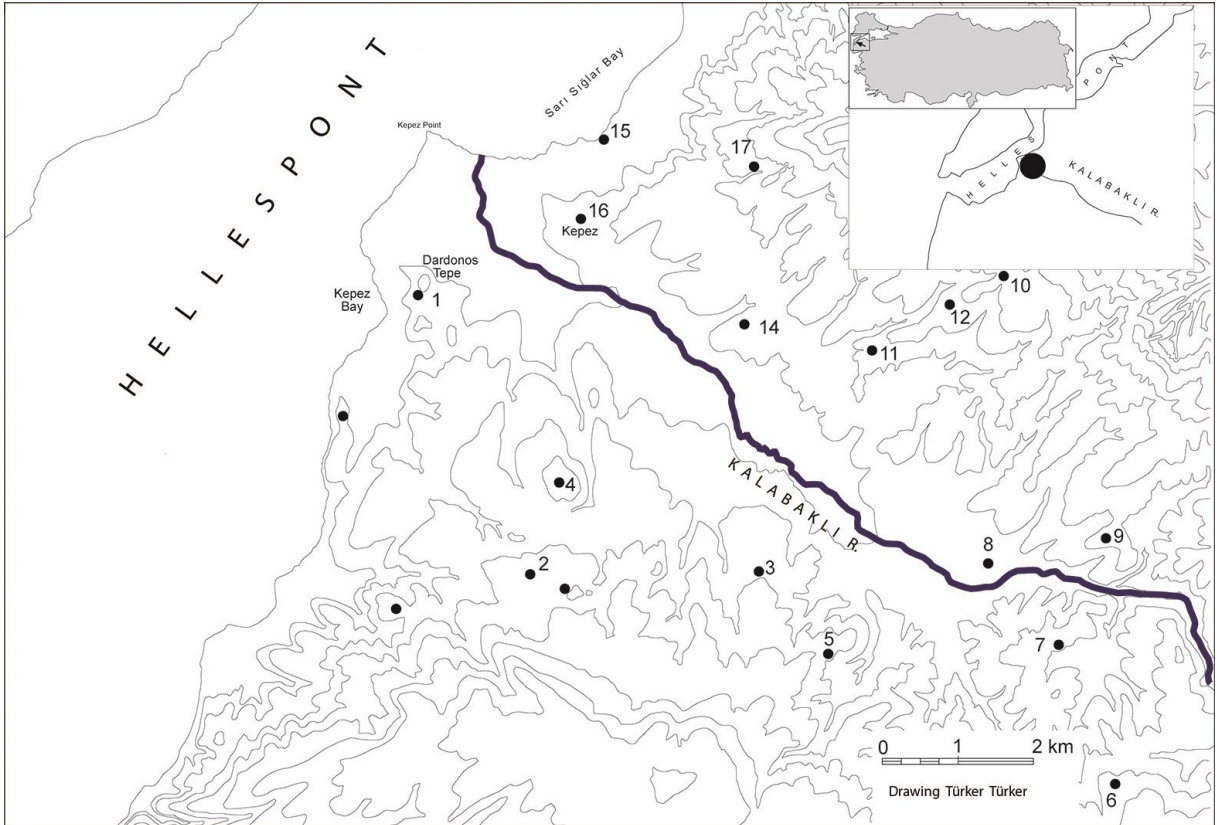 HELLESPONT
Sarı Sığlar Bay
Kepez Point
15
17
16
Kepez
Dardonos
Tepe
1
Kepez
Bay
PONT
HELLES
KALABAKLI R.
10
12
14
11
4
KALABAKLI R.
2
3
8
9
5
7
0 1 2 km
Drawing Türker Türker
6